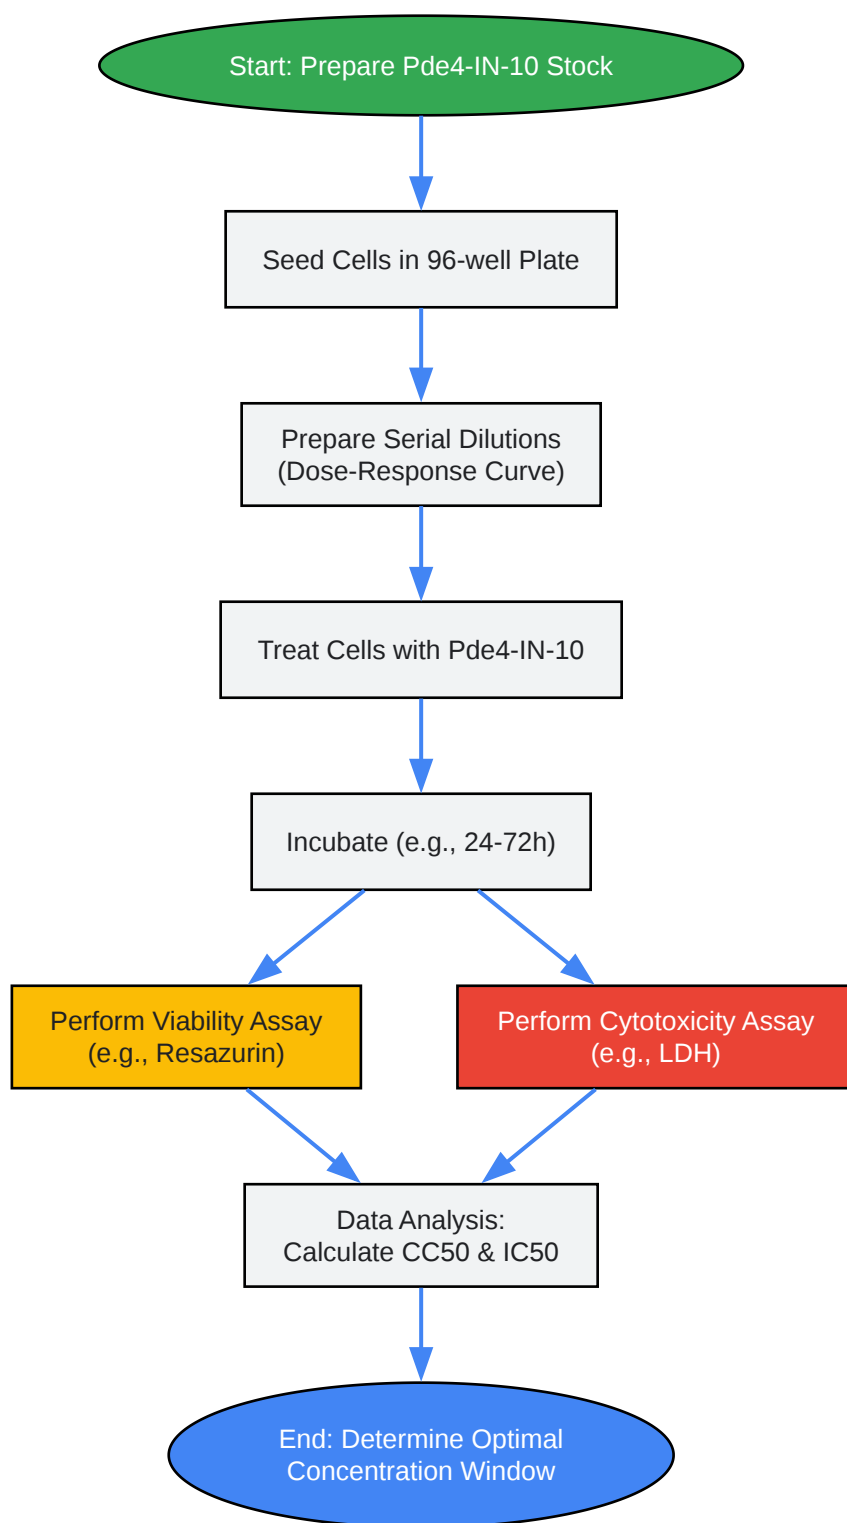 Start: Prepare Pde4-IN-10 Stock
Seed Cells in 96-well Plate
Prepare Serial Dilutions
(Dose-Response Curve)
Treat Cells with Pde4-IN-10
Incubate (e.g., 24-72h)
Perform Viability Assay
(e.g., Resazurin)
Perform Cytotoxicity Assay
(e.g., LDH)
Data Analysis:
Calculate CC50 & IC50
End: Determine Optimal
Concentration Window